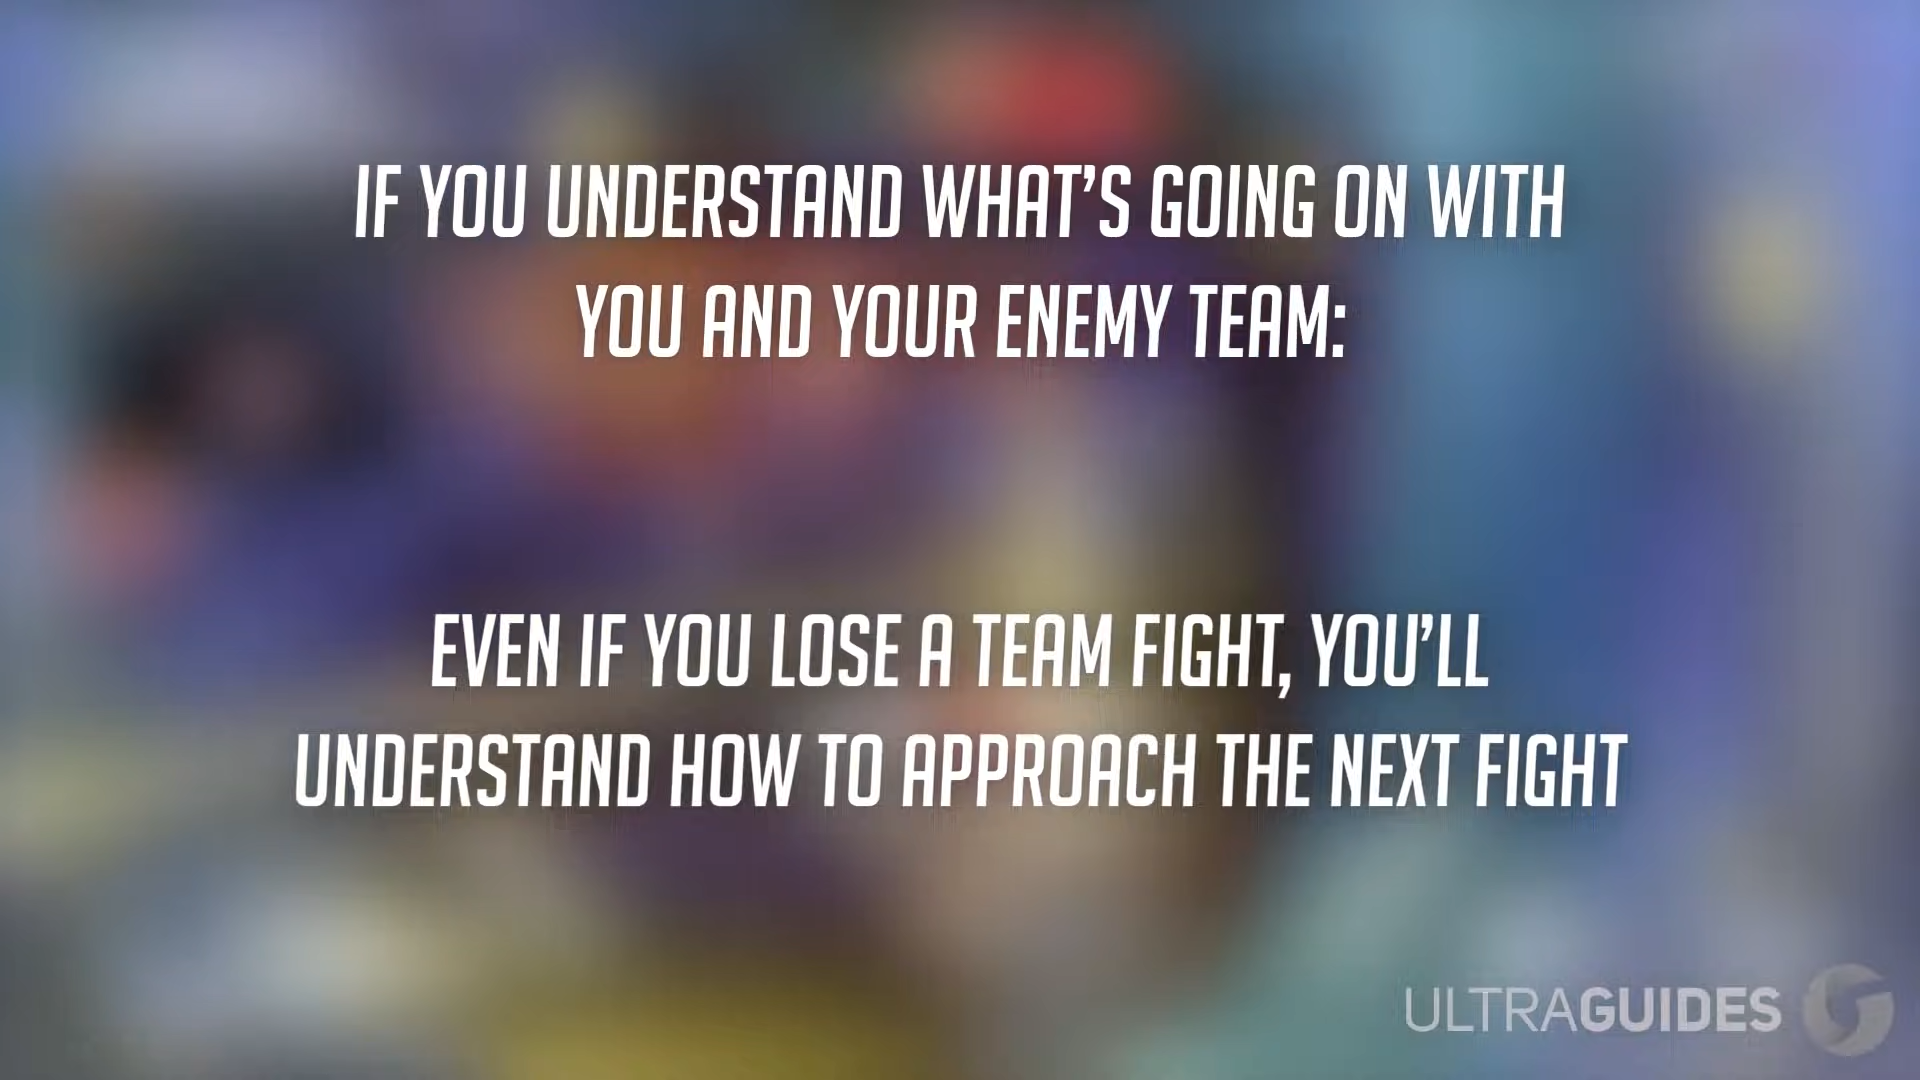 IF YOU UNDERSTAND WHAT'S GOING ON WITH
YOU AND YOUR ENEMY TEAM:
EVEN IF YOU LOSE A TEAM FIGHT, YOU'LL
UNDERSTAND HOW TO APPROACH THE NEXT FIGHT
ULTRAGUIDES